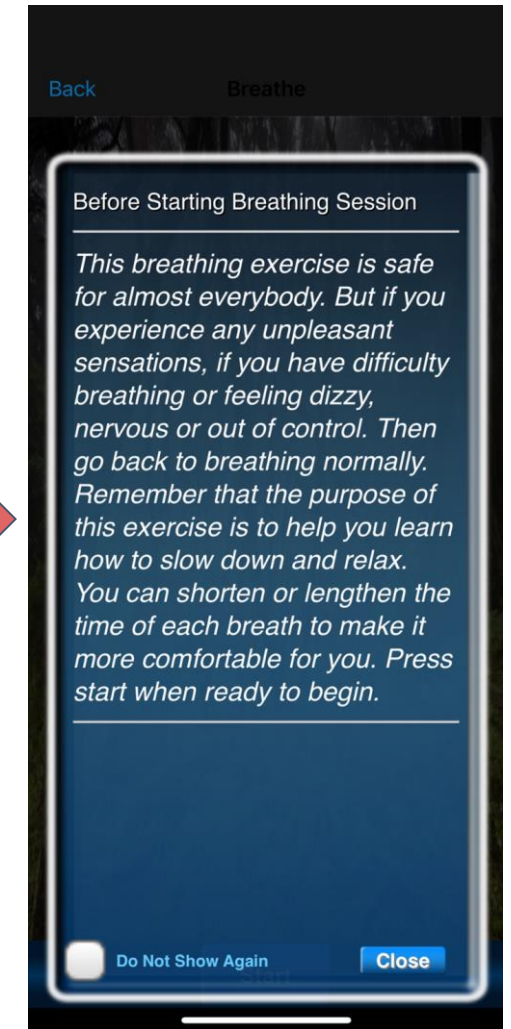 Back
Breathe
Before Starting Breathing Session
This breathing exercise is safe
for almost everybody. But if you
experience any unpleasant
sensations, if you have difficulty
breathing or feeling dizzy,
nervous or out of control. Then
go back to breathing normally.
Remember that the purpose of
this exercise is to help you learn
how to slow down and relax.
You can shorten or lengthen the
time of each breath to make it
more comfortable for you. Press
start when ready to begin.
Do Not Show Again
Start
Close